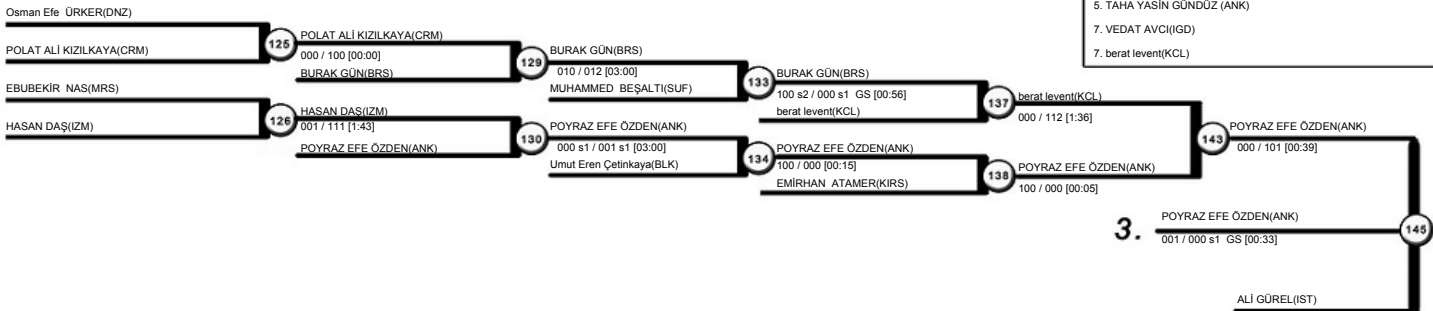 5. TAHA YASİN GÜNDÜZ (ANK)
7. VEDAT AVCI(IGD)
7. berat levent(KCL)
Osman Efe ÜRKER(DNZ)
POLAT ALİ KIZILKAYA(CRM)
EBUBEKİR NAS(MRS)
HASAN DAŞ(IZM)
125
POLAT ALİ KIZILKAYA(CRM)
000 / 100 [00:00]
BURAK GÜN(BRS)
126
HASAN DAŞ(IZM)
001 / 111 [1:43]
POYRAZ EFE ÖZDEN(ANK)
129
BURAK GÜN(BRS)
010 / 012 [03:00]
MUHAMMED BEŞALTI(SUF)
130
POYRAZ EFE ÖZDEN(ANK)
000 s1 / 001 s1 [03:00]
Umut Eren Çetinkaya(BLK)
133
BURAK GÜN(BRS)
100 s2 / 000 s1 GS [00:56]
berat levent(KCL)
134
POYRAZ EFE ÖZDEN(ANK)
100 / 000 [00:15]
EMİRHAN ATAMER(KIRS)
137
berat levent(KCL)
000 / 112 [1:36]
138
POYRAZ EFE ÖZDEN(ANK)
100 / 000 [00:05]
143
POYRAZ EFE ÖZDEN(ANK)
000 / 101 [00:39]
3.
POYRAZ EFE ÖZDEN(ANK)
001 / 000 s1 GS [00:33]
145
ALİ GÜREL(IST)